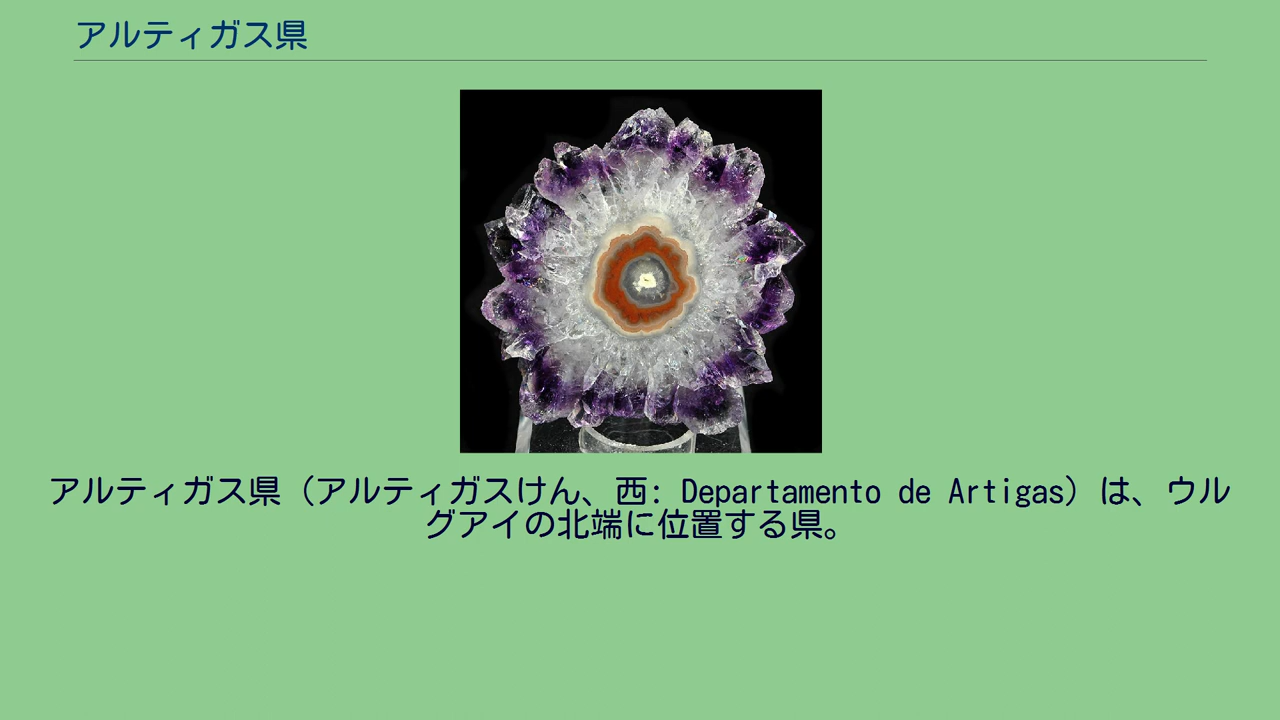 アルティガス県
アルティガス県（アルティガスけん、西: Departamento de Artigas）は、ウル
グアイの北端に位置する県。